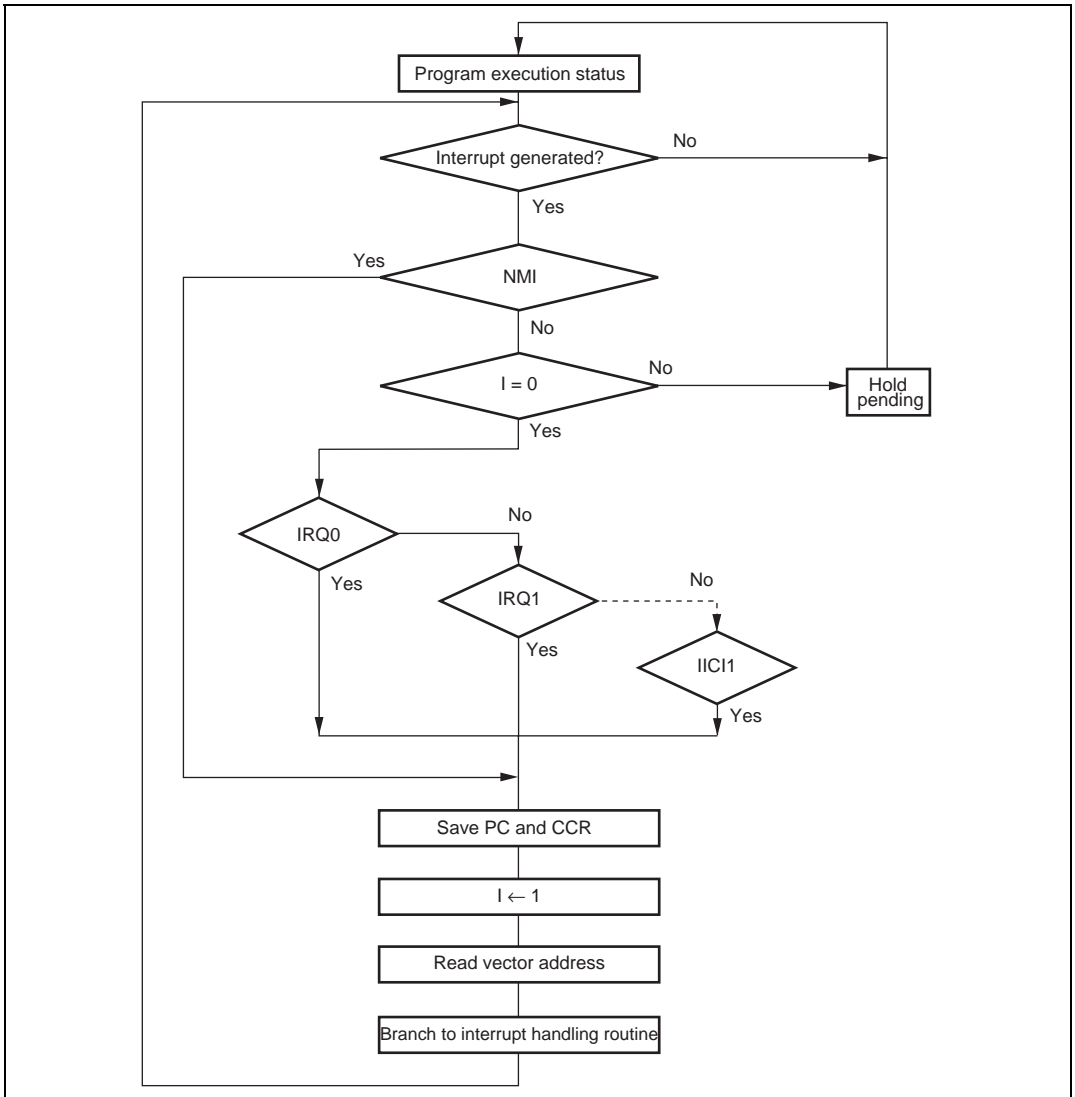 Program execution status
Interrupt generated?
No
Yes
Yes
NMI
No
I = 0
No
Hold
pending
Yes
IRQ0
No
Yes
IRQ1
No
Yes
IICI1
Yes
Save PC and CCR
I ← 1
Read vector address
Branch to interrupt handling routine